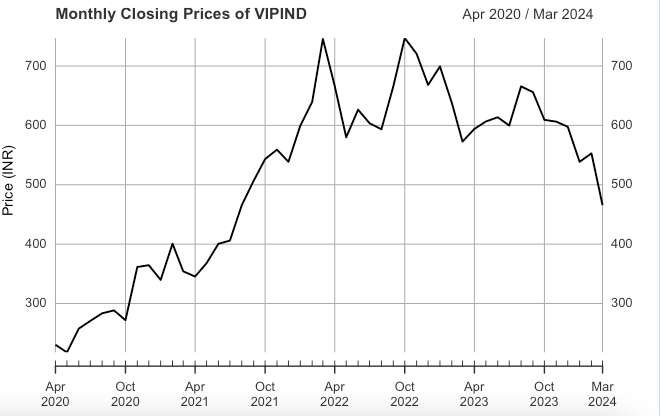 Monthly Closing Prices of VIPIND Apr 2020 / Mar 2024
700 700
600 600
500 500
400 400
300 300
Price (INR)
Apr Oct Apr Oct Apr Oct Apr Oct Mar
2020 2020 2021 2021 2022 2022 2023 2023 2024